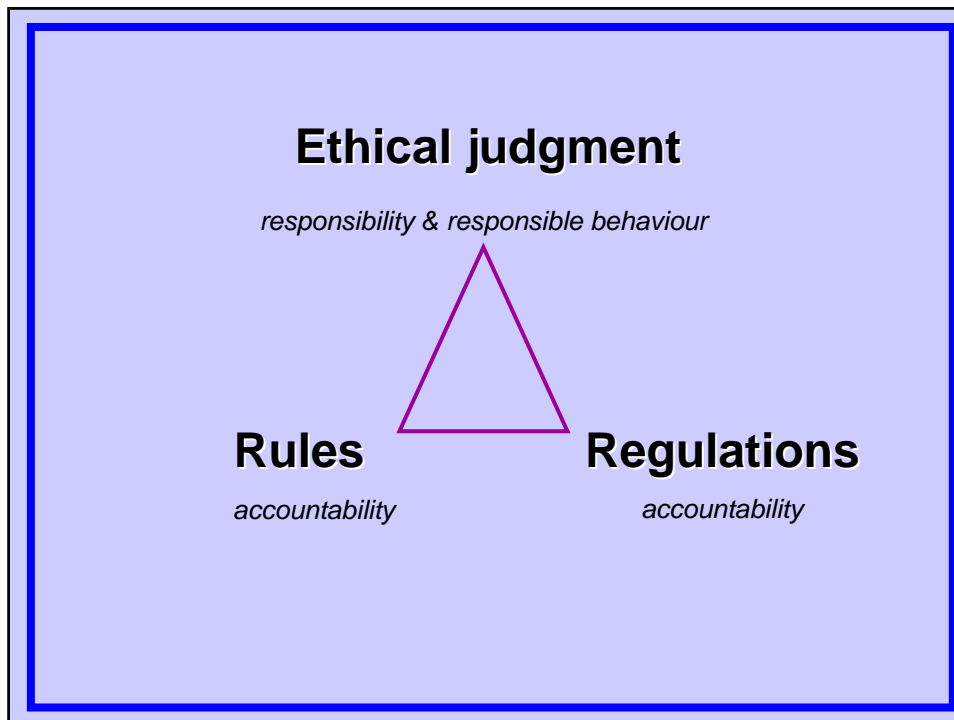 Ethical judgment
responsibility & responsible behaviour
Rules Regulations
accountability accountability